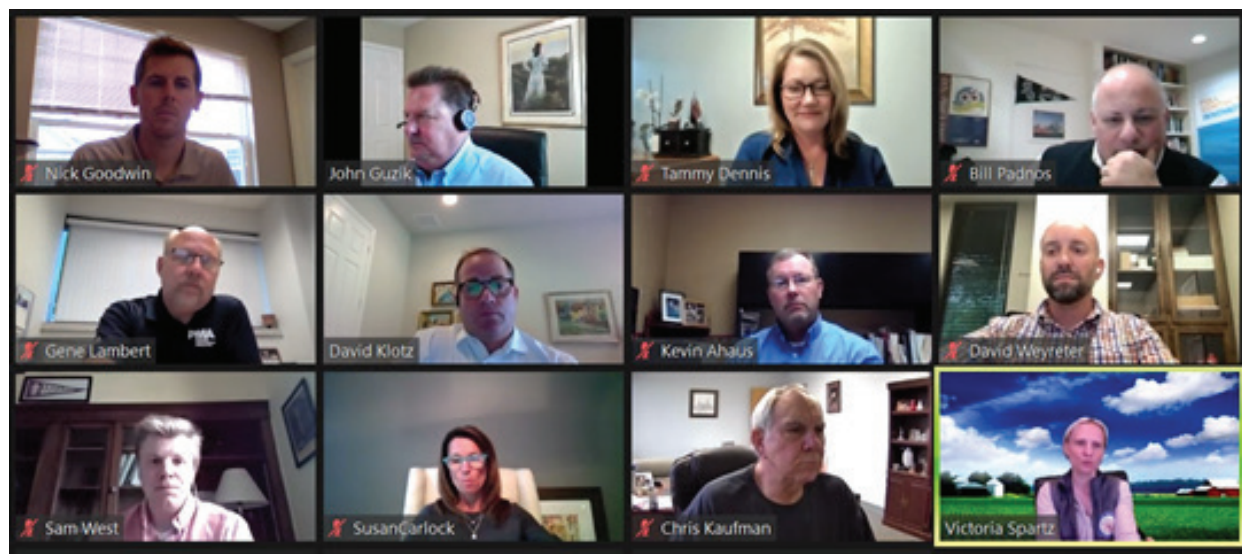 Nick Goodwin
John Guzik
Tammy Dennis
Bill Padnos
PMA
Gene Lambert
David Klotz
Kevin Ahaus
David Weyreter
Sam West
SusanCarlock
Chris Kaufman
Victoria Spartz